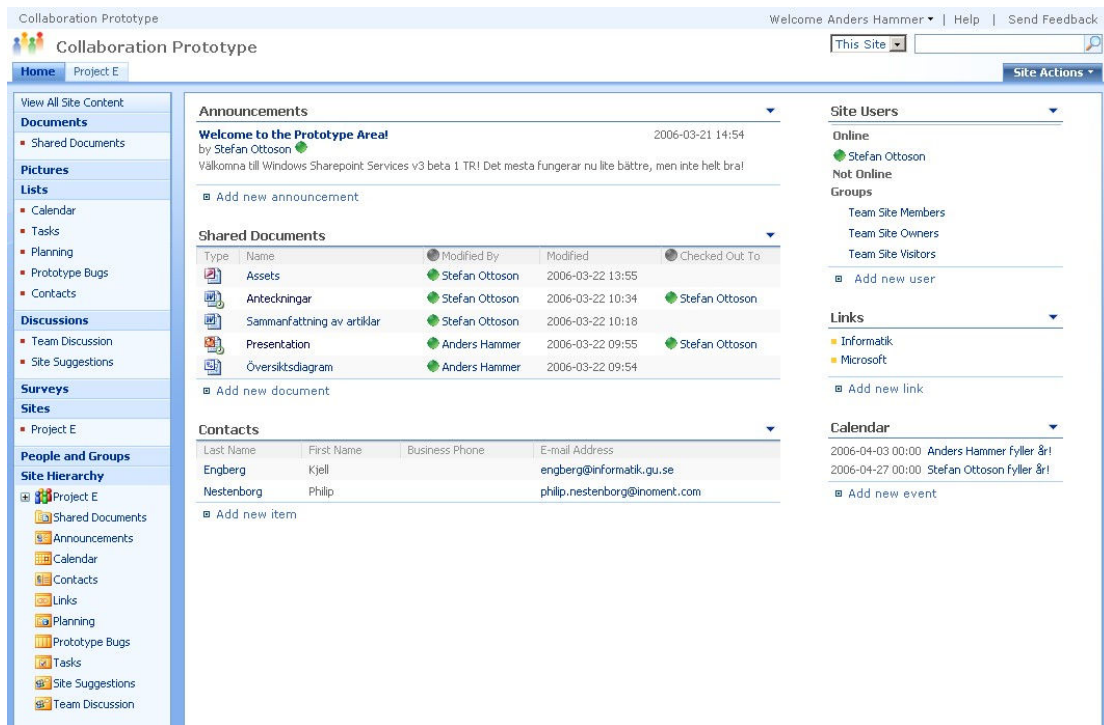 Collaboration Prototype
Welcome Anders Hammer | Help | Send Feedback
Collaboration Prototype
This Site
Home Project E
Site Actions
View All Site Content
Documents
Shared Documents
Pictures
Lists
Calendar
Tasks
Planning
Prototype Bugs
Contacts
Discussions
Team Discussion
Site Suggestions
Surveys
Sites
Project E
People and Groups
Site Hierarchy
Project E
Shared Documents
Announcements
Calendar
Contacts
Links
Planning
Prototype Bugs
Tasks
Site Suggestions
Team Discussion
Announcements
Welcome to the Prototype Area! 2006-03-21 14:54
by Stefan Ottoson
Välkomna till Windows Sharepoint Services v3 beta 1 TR! Det mesta fungerar nu lite bättre, men inte helt bra!
Add new announcement
Shared Documents
Type Name Modified By Modified Checked Out To
Assets Stefan Ottoson 2006-03-22 13:55
Anteckningar Stefan Ottoson 2006-03-22 10:34 Stefan Ottoson
Sammanfattning av artiklar Stefan Ottoson 2006-03-22 10:18
Presentation Anders Hammer 2006-03-22 09:55 Stefan Ottoson
Översiktsdiagram Anders Hammer 2006-03-22 09:54
Add new document
Contacts
Last Name First Name Business Phone E-mail Address
Engberg Kjell engberg@informatik.gu.se
Nestenborg Philip philip.nestenborg@inoment.com
Add new item
Site Users
Online
Stefan Ottoson
Not Online
Groups
Team Site Members
Team Site Owners
Team Site Visitors
Add new user
Links
Informatik
Microsoft
Add new link
Calendar
2006-04-03 00:00 Anders Hammer fyller år!
2006-04-27 00:00 Stefan Ottoson fyller år!
Add new event